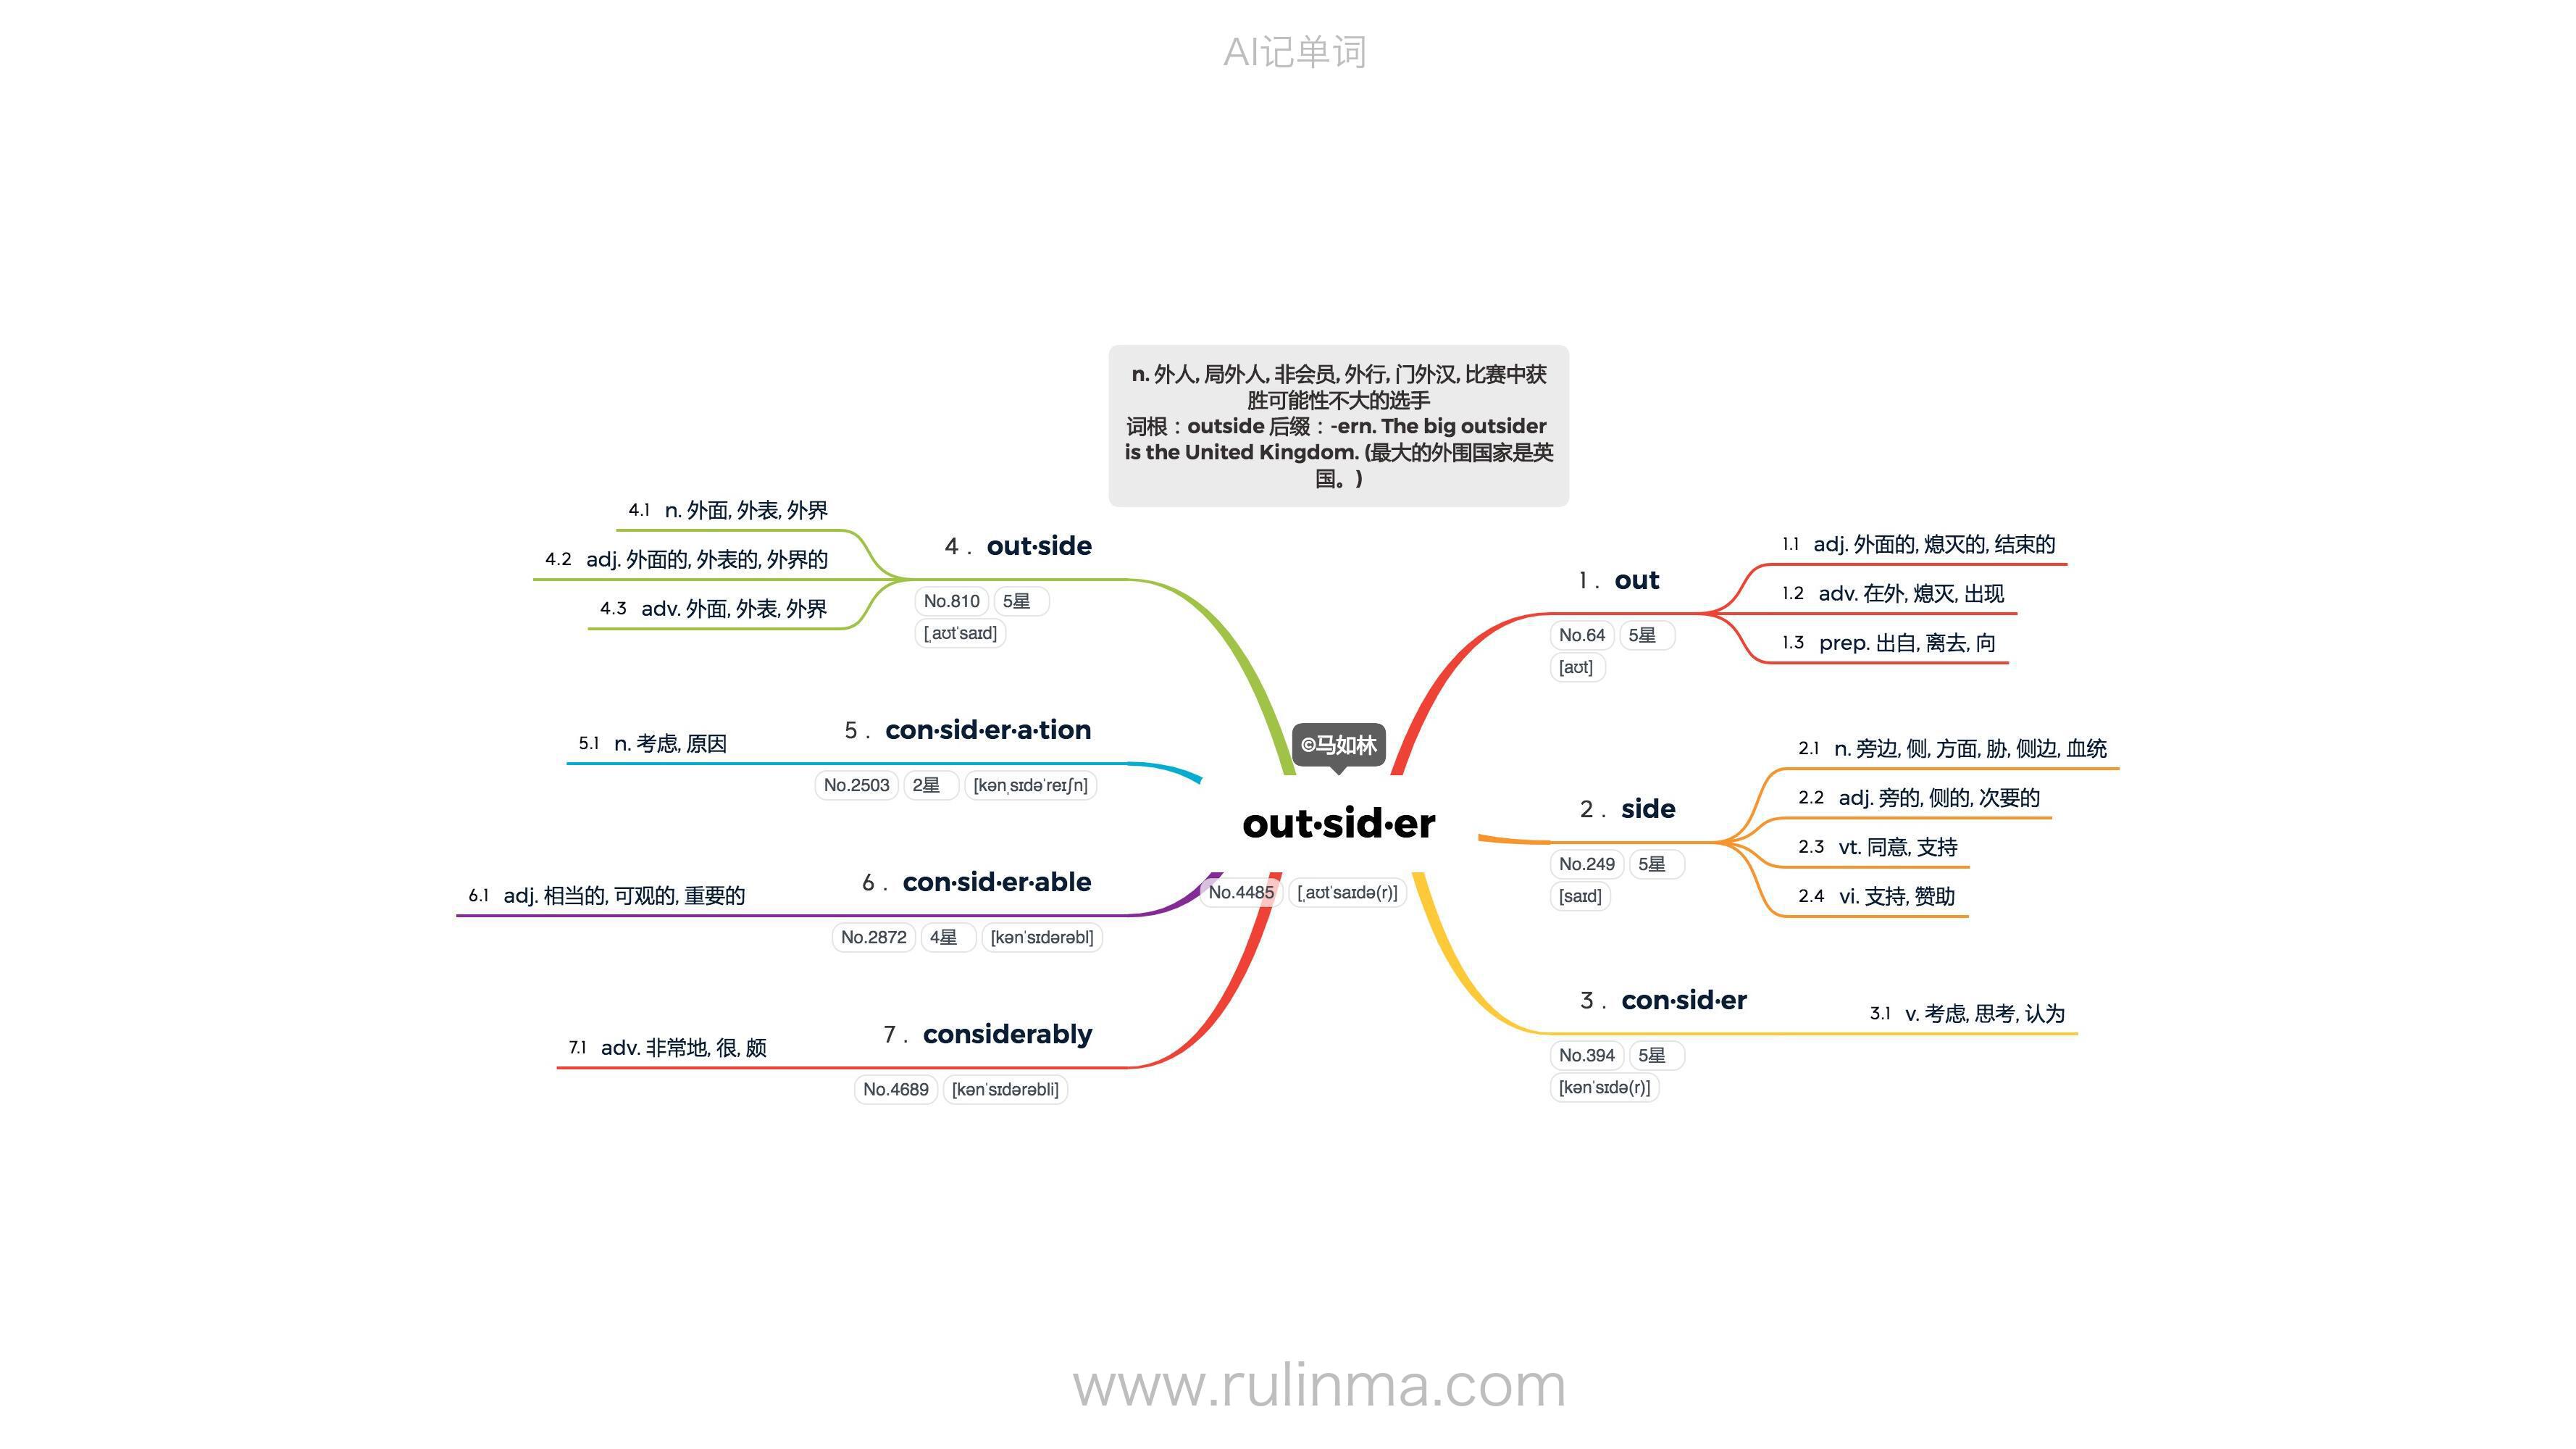 AI记单词
n. 外人, 局外人, 非会员, 外行, 门外汉, 比赛中获
胜可能性不大的选手
词根：outside 后缀：-ern. The big outsider
is the United Kingdom. (最大的外围国家是英
国。)
©马如林
out·sid·er
No.4485 [ˌaʊtˈsaɪdə(r)]
1. out
No.64 5星
[aʊt]
1.1 adj. 外面的, 熄灭的, 结束的
1.2 adv. 在外, 熄灭, 出现
1.3 prep. 出自, 离去, 向
2. side
No.249 5星
[saɪd]
2.1 n. 旁边, 侧, 方面, 胁, 侧边, 血统
2.2 adj. 旁的, 侧的, 次要的
2.3 vt. 同意, 支持
2.4 vi. 支持, 赞助
3. con·sid·er
No.394 5星
[kənˈsɪdə(r)]
3.1 v. 考虑, 思考, 认为
4. out·side
No.810 5星
[ˌaʊtˈsaɪd]
4.1 n. 外面, 外表, 外界
4.2 adj. 外面的, 外表的, 外界的
4.3 adv. 外面, 外表, 外界
5. con·sid·er·a·tion
No.2503 2星 [kənˌsɪdəˈreɪʃn]
5.1 n. 考虑, 原因
6. con·sid·er·able
No.2872 4星 [kənˈsɪdərəbl]
6.1 adj. 相当的, 可观的, 重要的
7. considerably
No.4689 [kənˈsɪdərəbli]
7.1 adv. 非常地, 很, 颇
www.rulinma.com